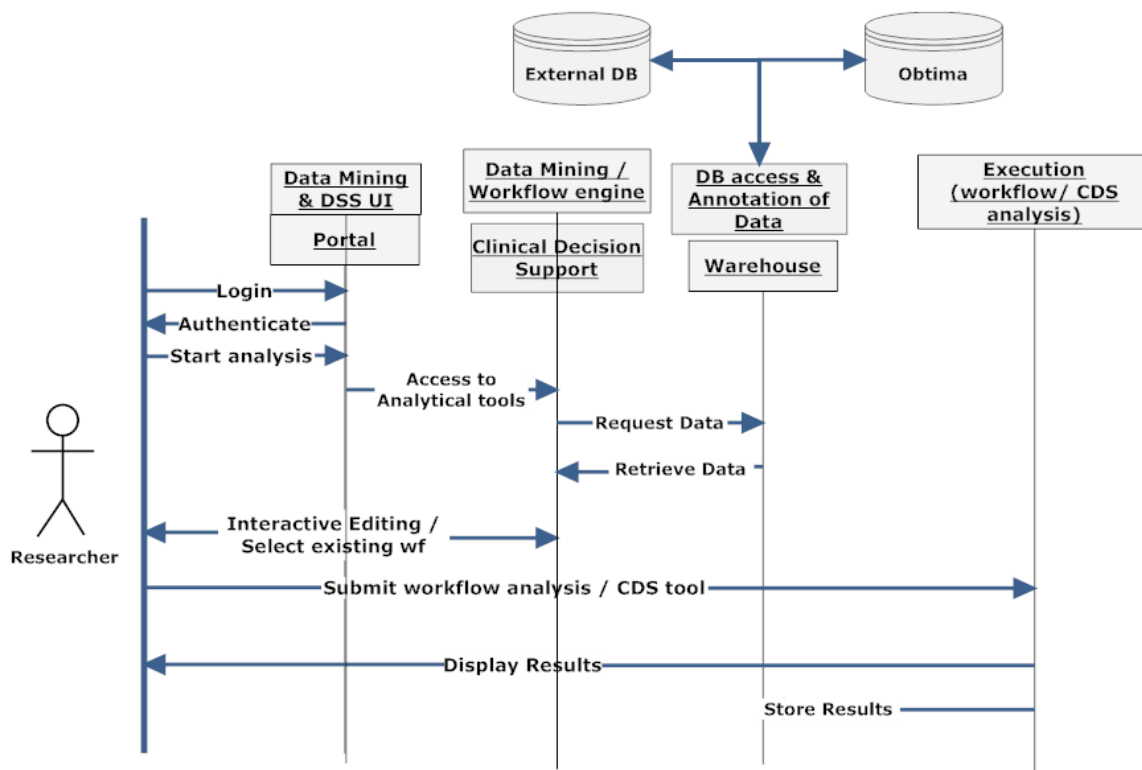 External DB
Obtima
Data Mining
& DSS UI
Portal
Data Mining /
Workflow engine
Clinical Decision
Support
DB access &
Annotation of
Data
Warehouse
Execution
(workflow/ CDS
analysis)
Login
Authenticate
Start analysis
Access to
Analytical tools
Request Data
Retrieve Data
Interactive Editing /
Select existing wf
Researcher
Submit workflow analysis / CDS tool
Display Results
Store Results